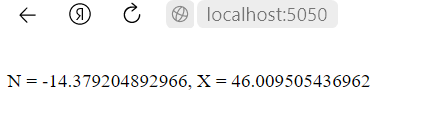 Я localhost:5050
N = -14.379204892966, X = 46.009505436962